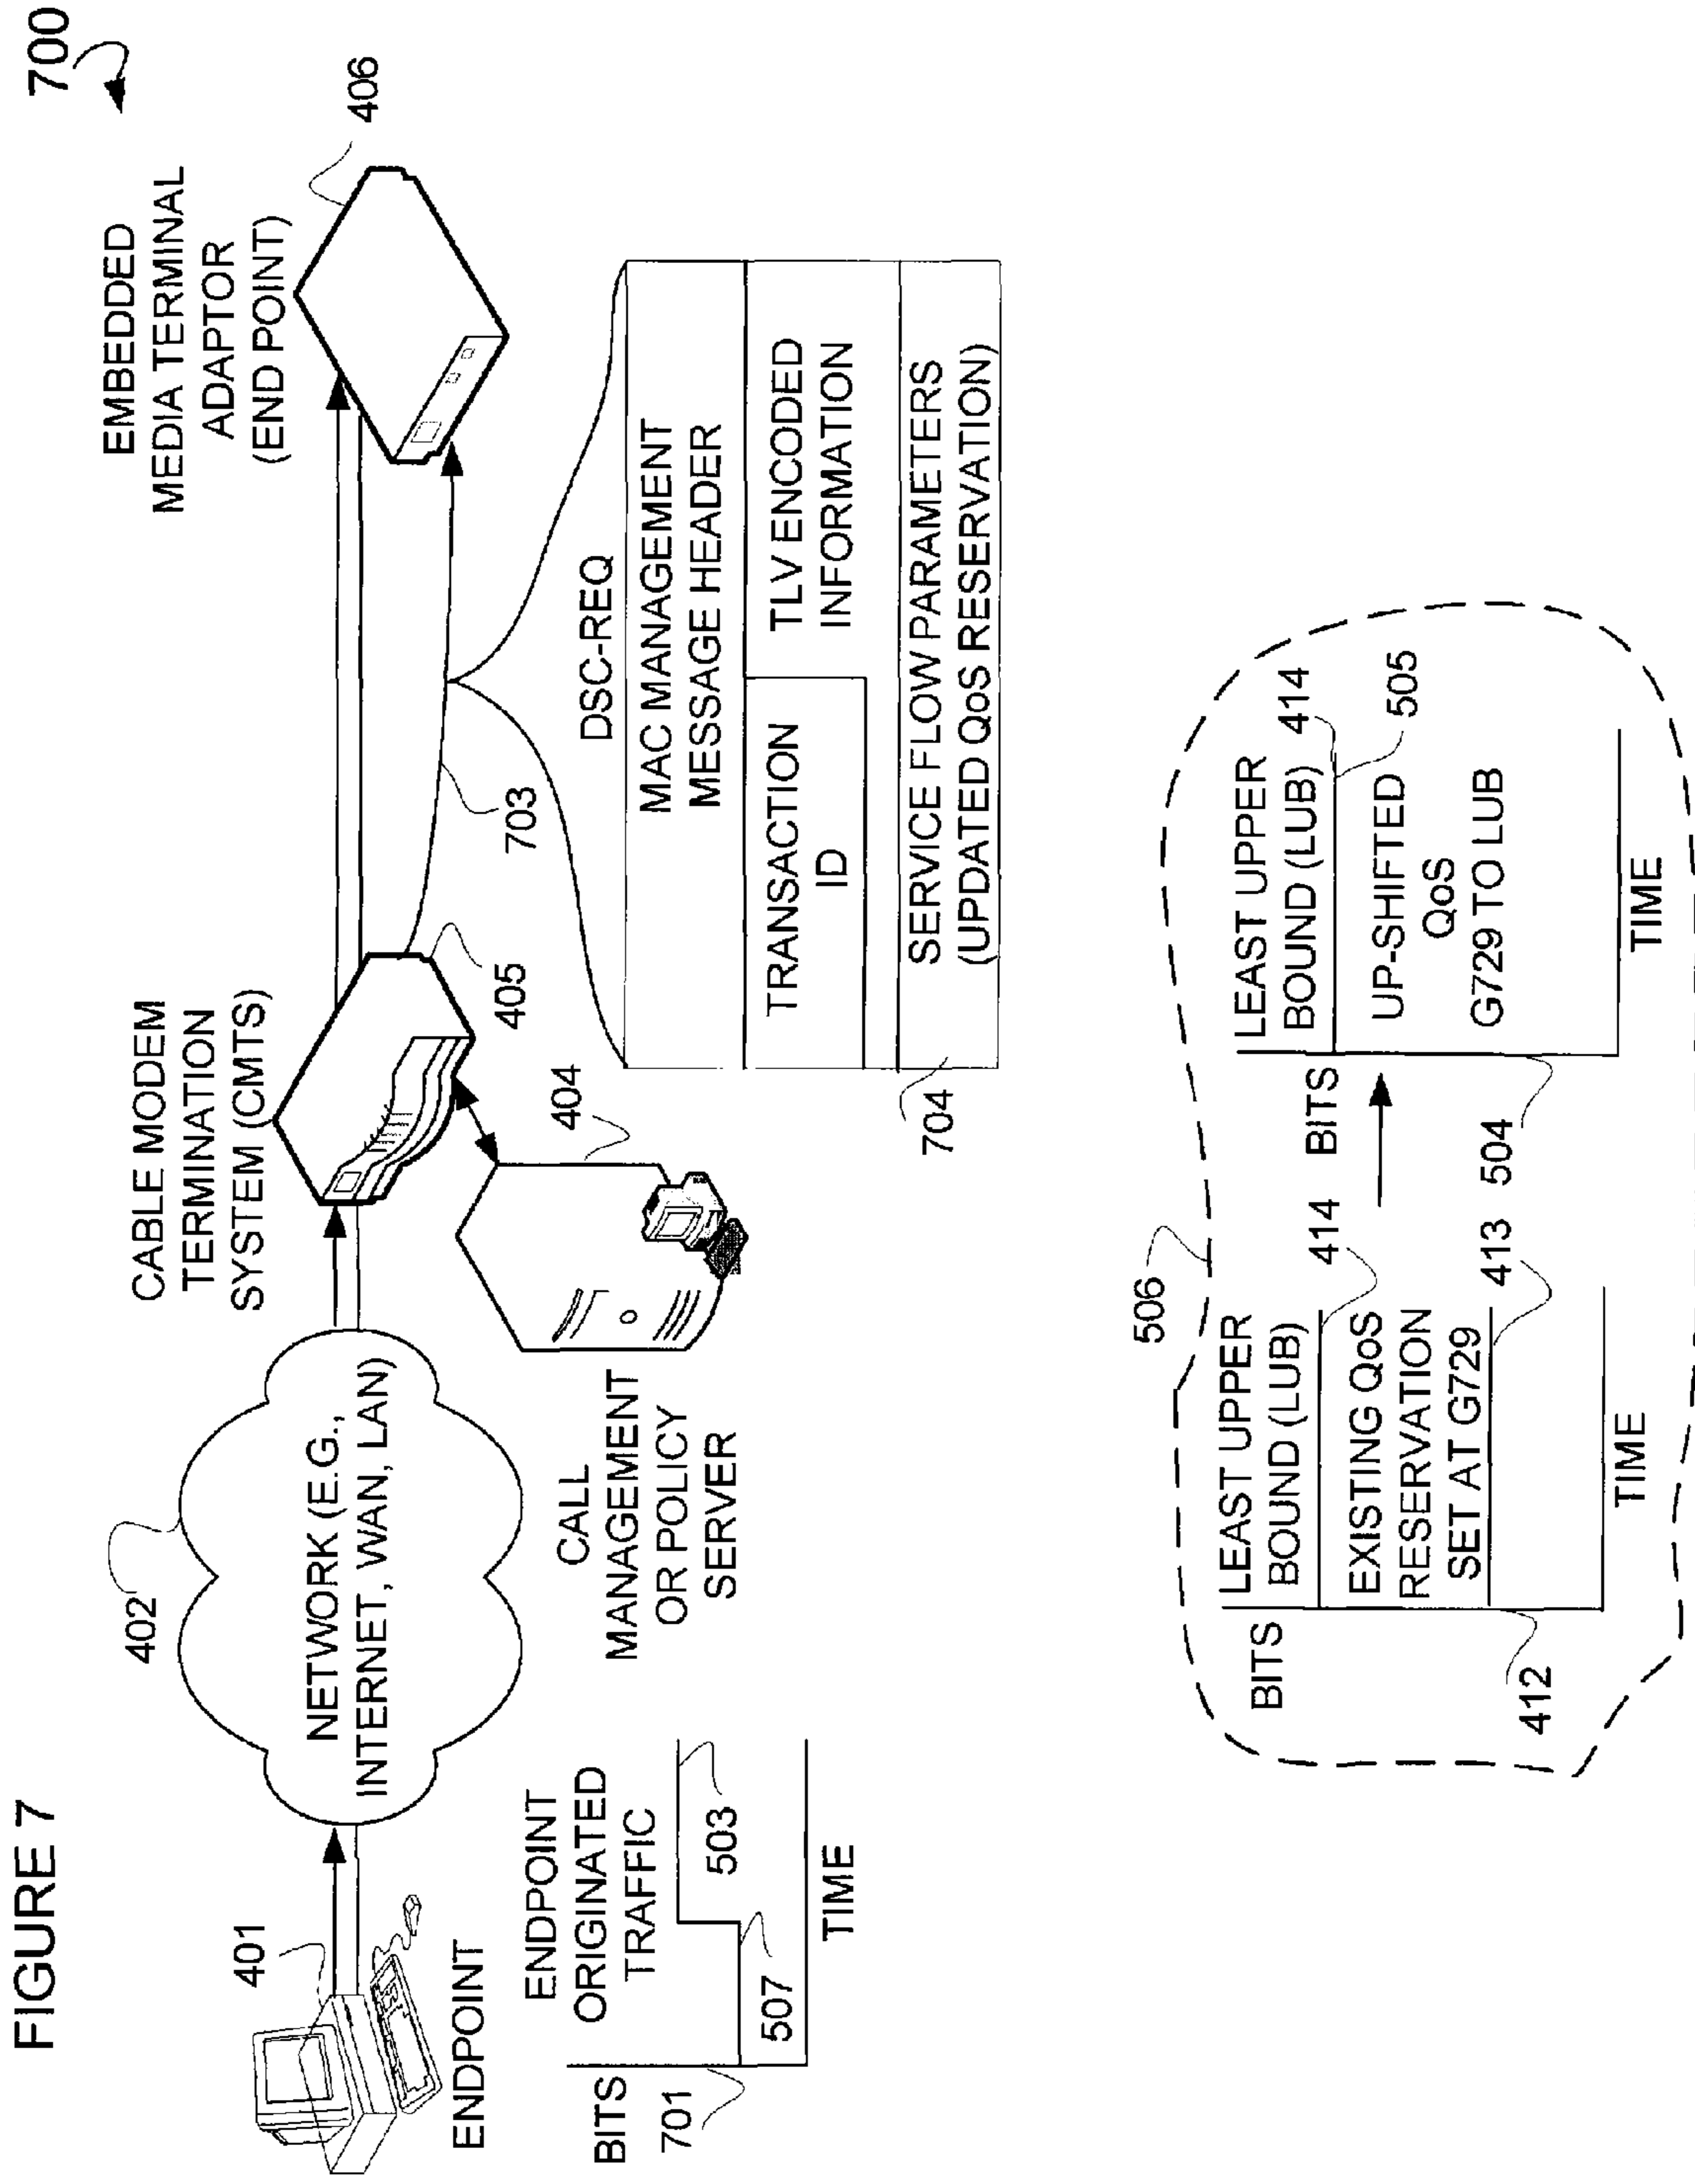 FIGURE 7
700
401
ENDPOINT
402
NETWORK (E.G.,
INTERNET, WAN, LAN)
CABLE MODEM
TERMINATION
SYSTEM (CMTS)
405
404
CALL
MANAGEMENT
OR POLICY
SERVER
EMBEDDED
MEDIA TERMINAL
ADAPTOR
(END POINT)
406
703
DSC-REQ
MAC MANAGEMENT
MESSAGE HEADER
TRANSACTION
ID
TLV ENCODED
INFORMATION
SERVICE FLOW PARAMETERS
(UPDATED QoS RESERVATION)
704
BITS
701
ENDPOINT
ORIGINATED
TRAFFIC
507
503
TIME
506
BITS
LEAST UPPER
BOUND (LUB)
414
EXISTING QoS
RESERVATION
SET AT G729
413
412
TIME
BITS
LEAST UPPER
BOUND (LUB)
414
505
UP-SHIFTED
QoS
G729 TO LUB
504
TIME